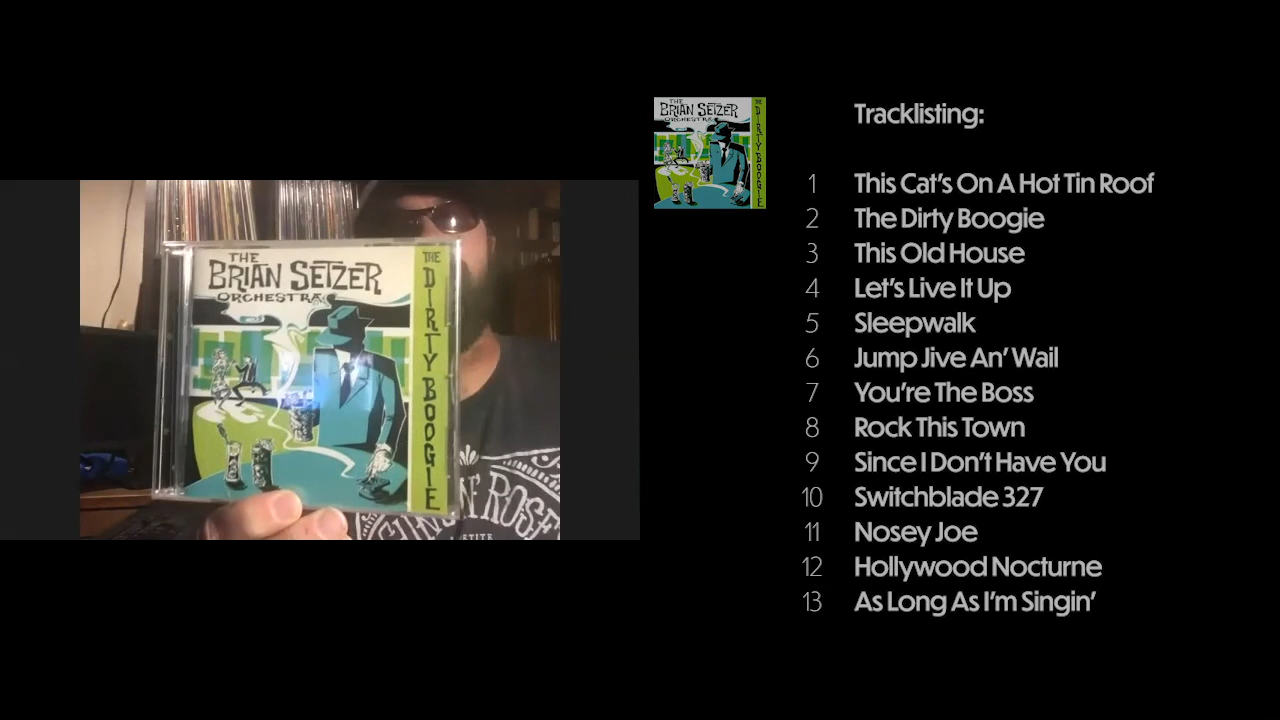 THE
BRIAN SETZER
ORCHESTRA
THE DIRTY BOOGIE
ROSE
THE
BRIAN SETZER
ORCHESTRA
THE DIRTY BOOGIE
Tracklisting:
1 This Cat's On A Hot Tin Roof
2 The Dirty Boogie
3 This Old House
4 Let's Live It Up
5 Sleepwalk
6 Jump Jive An' Wail
7 You're The Boss
8 Rock This Town
9 Since I Don't Have You
10 Switchblade 327
11 Nosey Joe
12 Hollywood Nocturne
13 As Long As I'm Singin'